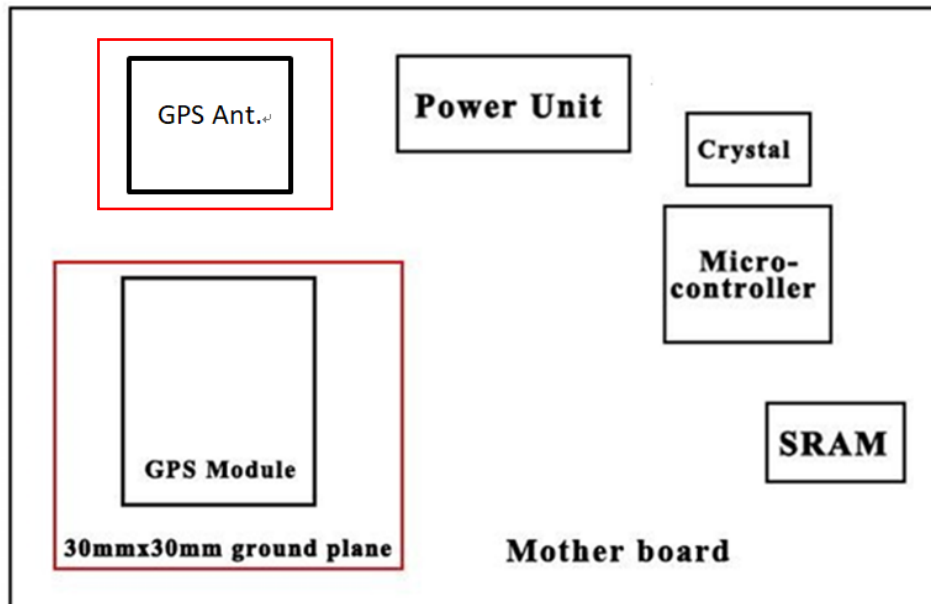 GPS Ant.↵
Power Unit
Crystal
Micro-
controller
SRAM
GPS Module
30mmx30mm ground plane
Mother board